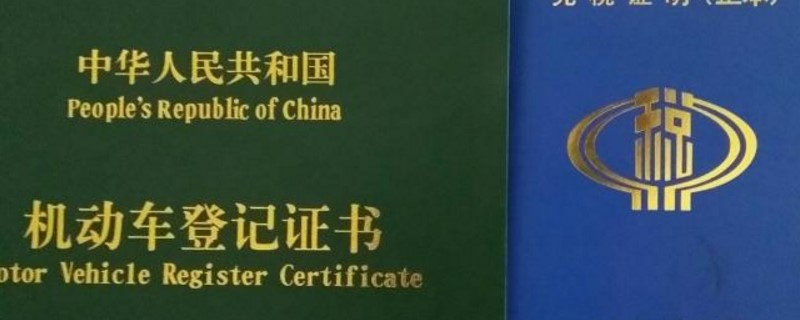 中华人民共和国
People's Republic of China
机动车登记证书
otor Vehicle Register Certificate
税